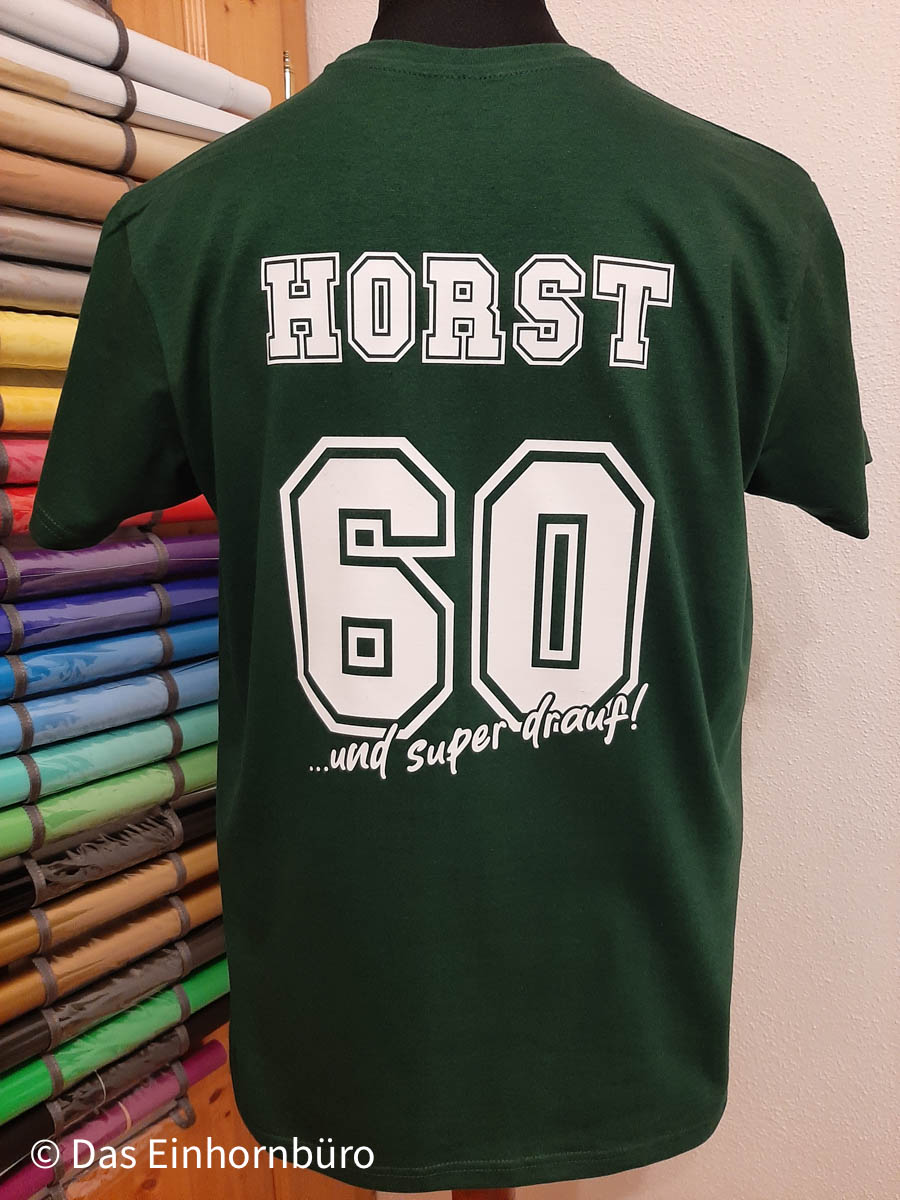 HORST
60
...und super drauf!
© Das Einhornbüro